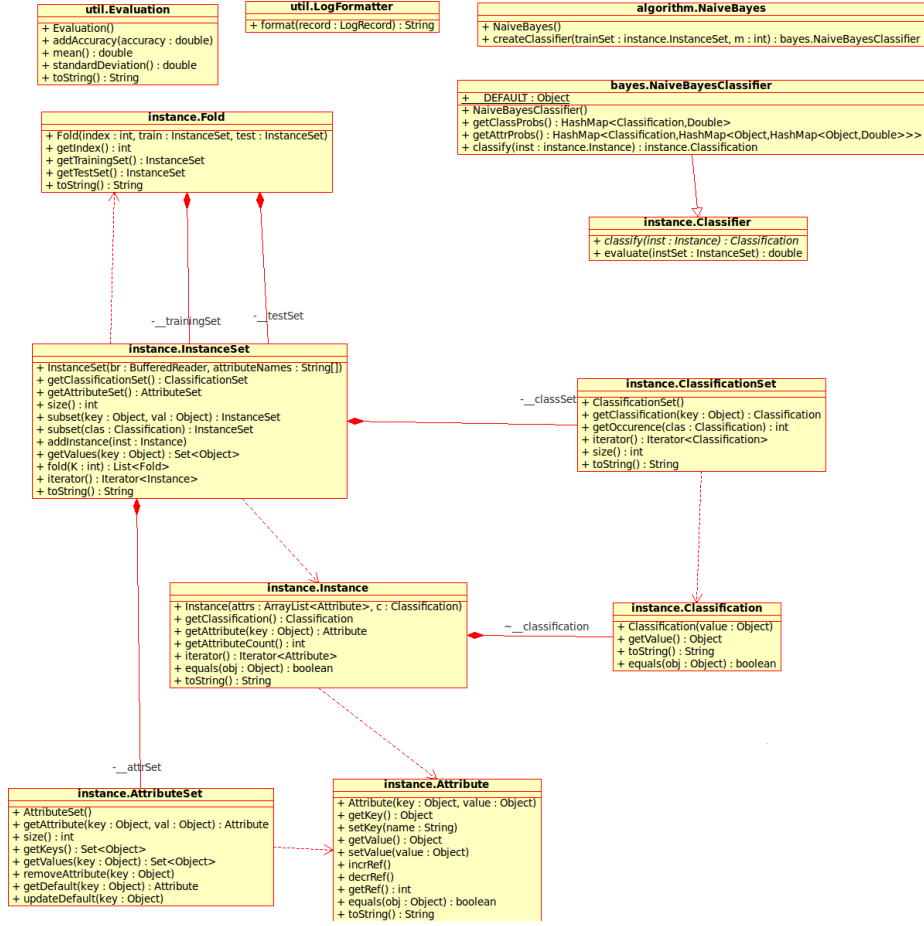 util.Evaluation
+ Evaluation()
+ addAccuracy(accuracy : double)
+ mean() : double
+ standardDeviation() : double
+ toString() : String
util.LogFormatter
+ format(record : LogRecord) : String
algorithm.NaiveBayes
+ NaiveBayes()
+ createClassifier(trainSet : instance.InstanceSet, m : int) : bayes.NaiveBayesClassifier
bayes.NaiveBayesClassifier
+ __DEFAULT : Object
+ NaiveBayesClassifier()
+ getClassProbs() : HashMap<Classification,Double>
+ getAttrProbs() : HashMap<Classification,HashMap<Object,HashMap<Object,Double>>>
+ classify(inst : instance.Instance) : instance.Classification
instance.Fold
+ Fold(index : int, train : InstanceSet, test : InstanceSet)
+ getIndex() : int
+ getTrainingSet() : InstanceSet
+ getTestSet() : InstanceSet
+ toString() : String
instance.Classifier
+ classify(inst : Instance) : Classification
+ evaluate(instSet : InstanceSet) : double
-__trainingSet
-__testSet
instance.InstanceSet
+ InstanceSet(br : BufferedReader, attributeNames : String[])
+ getClassificationSet() : ClassificationSet
+ getAttributeSet() : AttributeSet
+ size() : int
+ subset(key : Object, val : Object) : InstanceSet
+ subset(clas : Classification) : InstanceSet
+ addInstance(inst : Instance)
+ getValues(key : Object) : Set<Object>
+ fold(K : int) : List<Fold>
+ iterator() : Iterator<Instance>
+ toString() : String
-__classSet
instance.ClassificationSet
+ ClassificationSet()
+ getClassification(key : Object) : Classification
+ getOccurence(clas : Classification) : int
+ iterator() : Iterator<Classification>
+ size() : int
+ toString() : String
instance.Instance
+ Instance(attrs : ArrayList<Attribute>, c : Classification)
+ getClassification() : Classification
+ getAttribute(key : Object) : Attribute
+ getAttributeCount() : int
+ iterator() : Iterator<Attribute>
+ equals(obj : Object) : boolean
+ toString() : String
~__classification
instance.Classification
+ Classification(value : Object)
+ getValue() : Object
+ toString() : String
+ equals(obj : Object) : boolean
-__attrSet
instance.AttributeSet
+ AttributeSet()
+ getAttribute(key : Object, val : Object) : Attribute
+ size() : int
+ getKeys() : Set<Object>
+ getValues(key : Object) : Set<Object>
+ removeAttribute(key : Object)
+ getDefault(key : Object) : Attribute
+ updateDefault(key : Object)
instance.Attribute
+ Attribute(key : Object, value : Object)
+ getKey() : Object
+ setKey(name : String)
+ getValue() : Object
+ setValue(value : Object)
+ incrRef()
+ decrRef()
+ getRef() : int
+ equals(obj : Object) : boolean
+ toString() : String